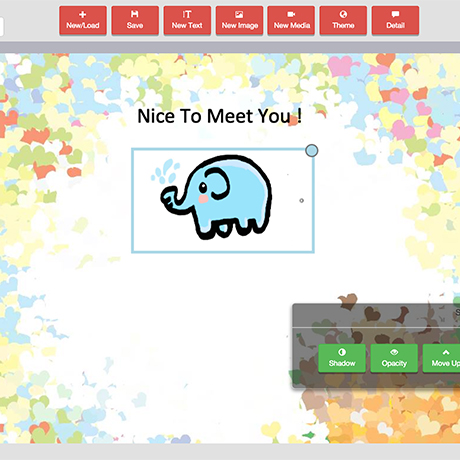 New/Load
Save
New Text
New Image
New Media
Theme
Detail
Nice To Meet You !
Shadow
Opacity
Move Up